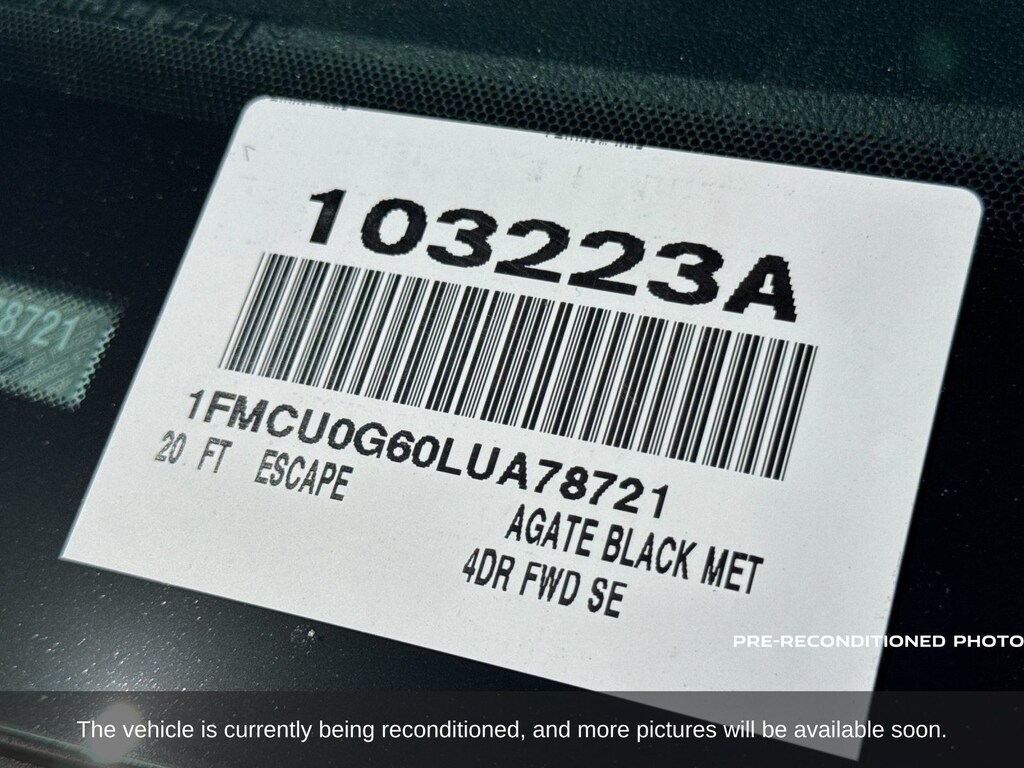 103223A
1FMCU0G60LUA78721
20 FT ESCAPE
AGATE BLACK MET
4DR FWD SE
78721
PRE-RECONDITIONED PHOTO
The vehicle is currently being reconditioned, and more pictures will be available soon.